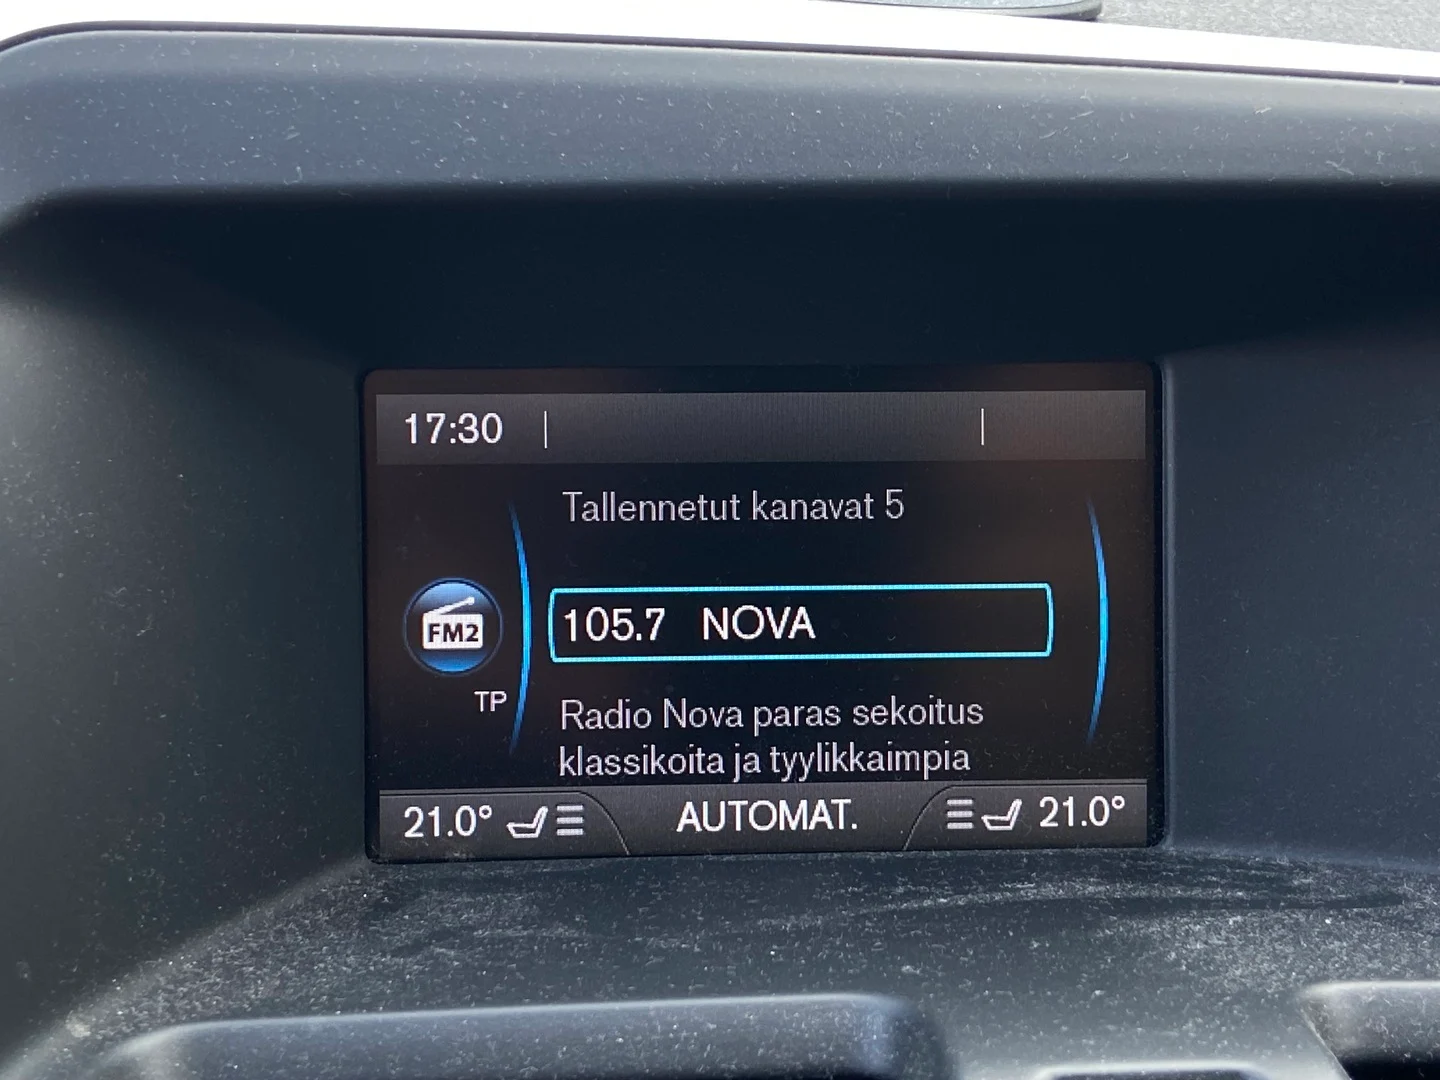 17:30
Tallennetut kanavat 5
105.7 NOVA
FM2
TP
Radio Nova paras sekoitus
klassikoita ja tyylikkaimpia
21.0° AUTOMAT. 21.0°